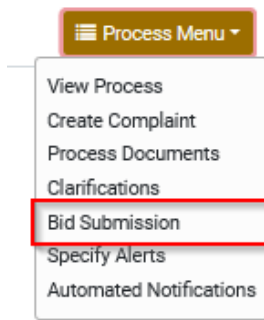 Process Menu
View Process
Create Complaint
Process Documents
Clarifications
Bid Submission
Specify Alerts
Automated Notifications